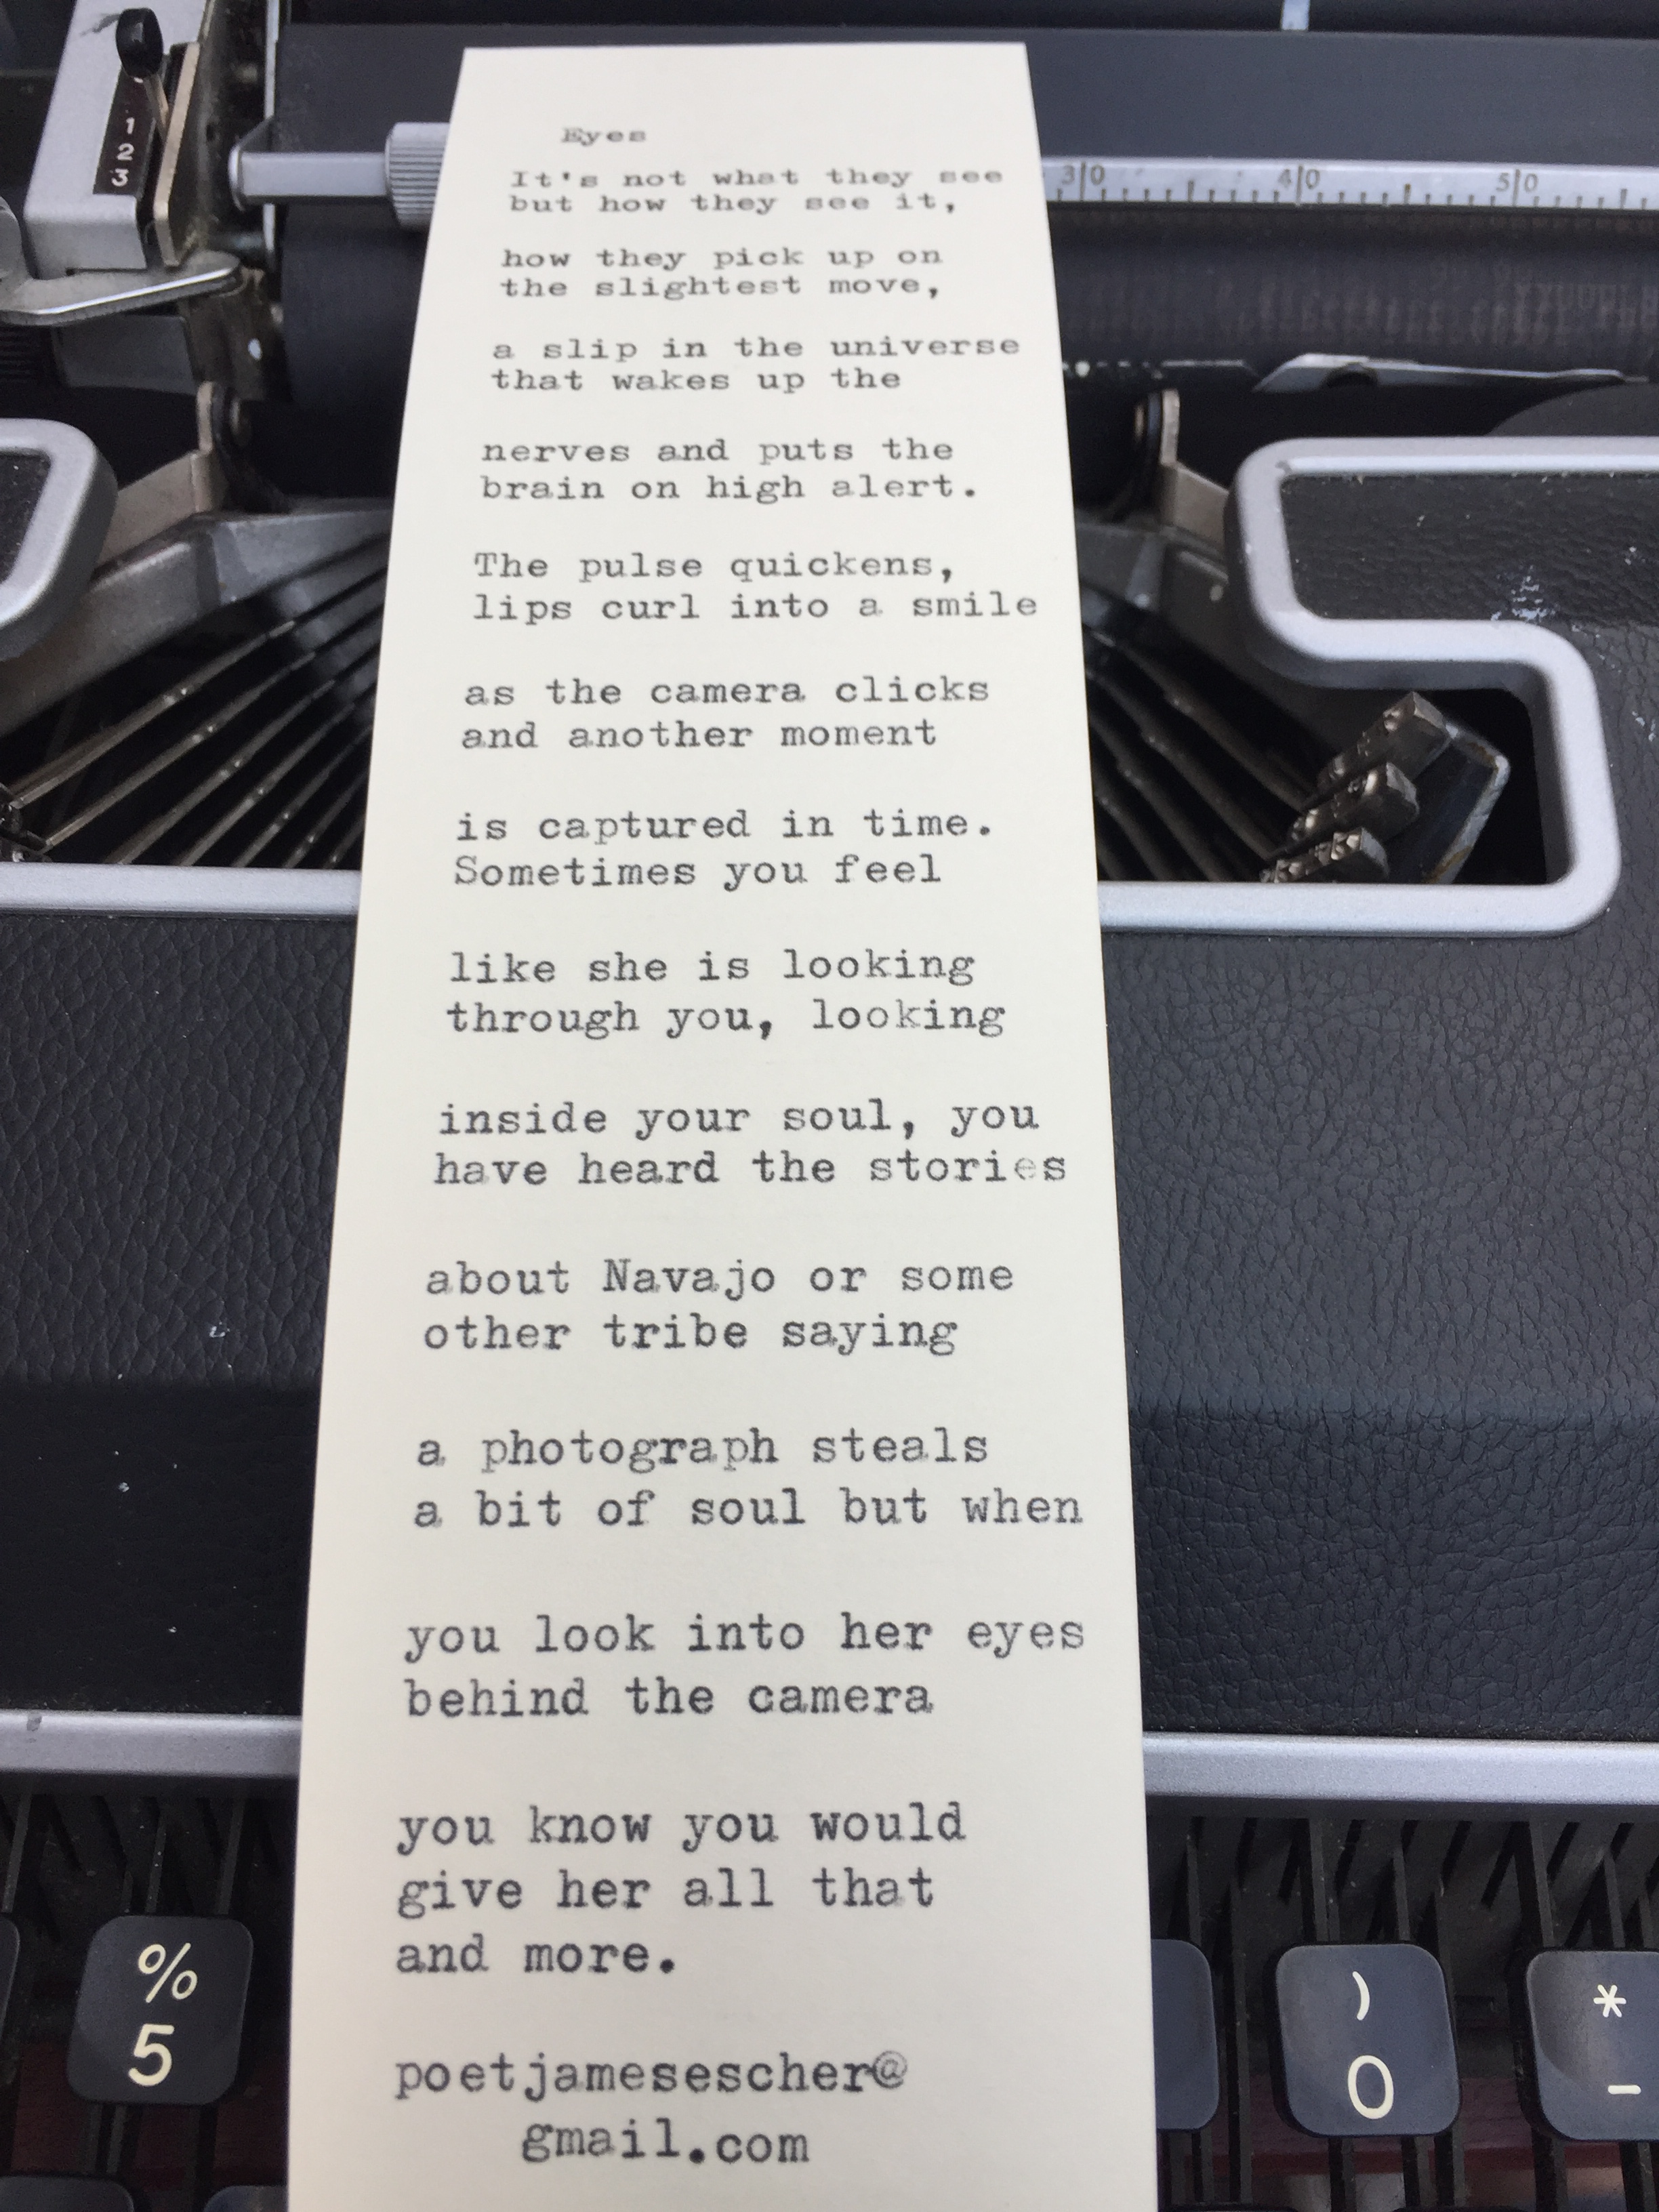 1
2
3
30 40 50
Eyes
It's not what they see
but how they see it,
how they pick up on
the slightest move,
a slip in the universe
that wakes up the
nerves and puts the
brain on high alert.
The pulse quickens,
lips curl into a smile
as the camera clicks
and another moment
is captured in time.
Sometimes you feel
like she is looking
through you, looking
inside your soul, you
have heard the stories
about Navajo or some
other tribe saying
a photograph steals
a bit of soul but when
you look into her eyes
behind the camera
you know you would
give her all that
and more.
poetjamesescher@
gmail.com
%
5
)
0
*
-